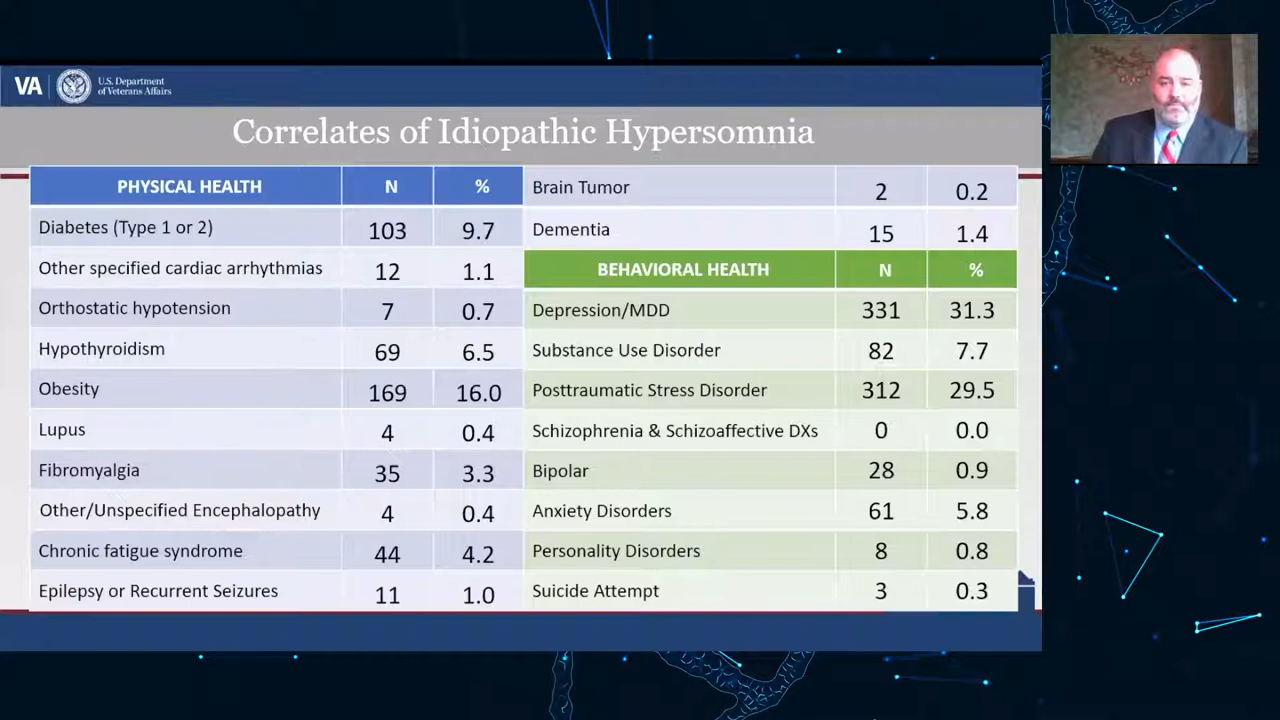 VA
U.S. Department
of Veterans Affairs
Correlates of Idiopathic Hypersomnia
PHYSICAL HEALTH N %
Diabetes (Type 1 or 2) 103 9.7
Other specified cardiac arrhythmias 12 1.1
Orthostatic hypotension 7 0.7
Hypothyroidism 69 6.5
Obesity 169 16.0
Lupus 4 0.4
Fibromyalgia 35 3.3
Other/Unspecified Encephalopathy 4 0.4
Chronic fatigue syndrome 44 4.2
Epilepsy or Recurrent Seizures 11 1.0
Brain Tumor 2 0.2
Dementia 15 1.4
BEHAVIORAL HEALTH N %
Depression/MDD 331 31.3
Substance Use Disorder 82 7.7
Posttraumatic Stress Disorder 312 29.5
Schizophrenia & Schizoaffective DXs 0 0.0
Bipolar 28 0.9
Anxiety Disorders 61 5.8
Personality Disorders 8 0.8
Suicide Attempt 3 0.3